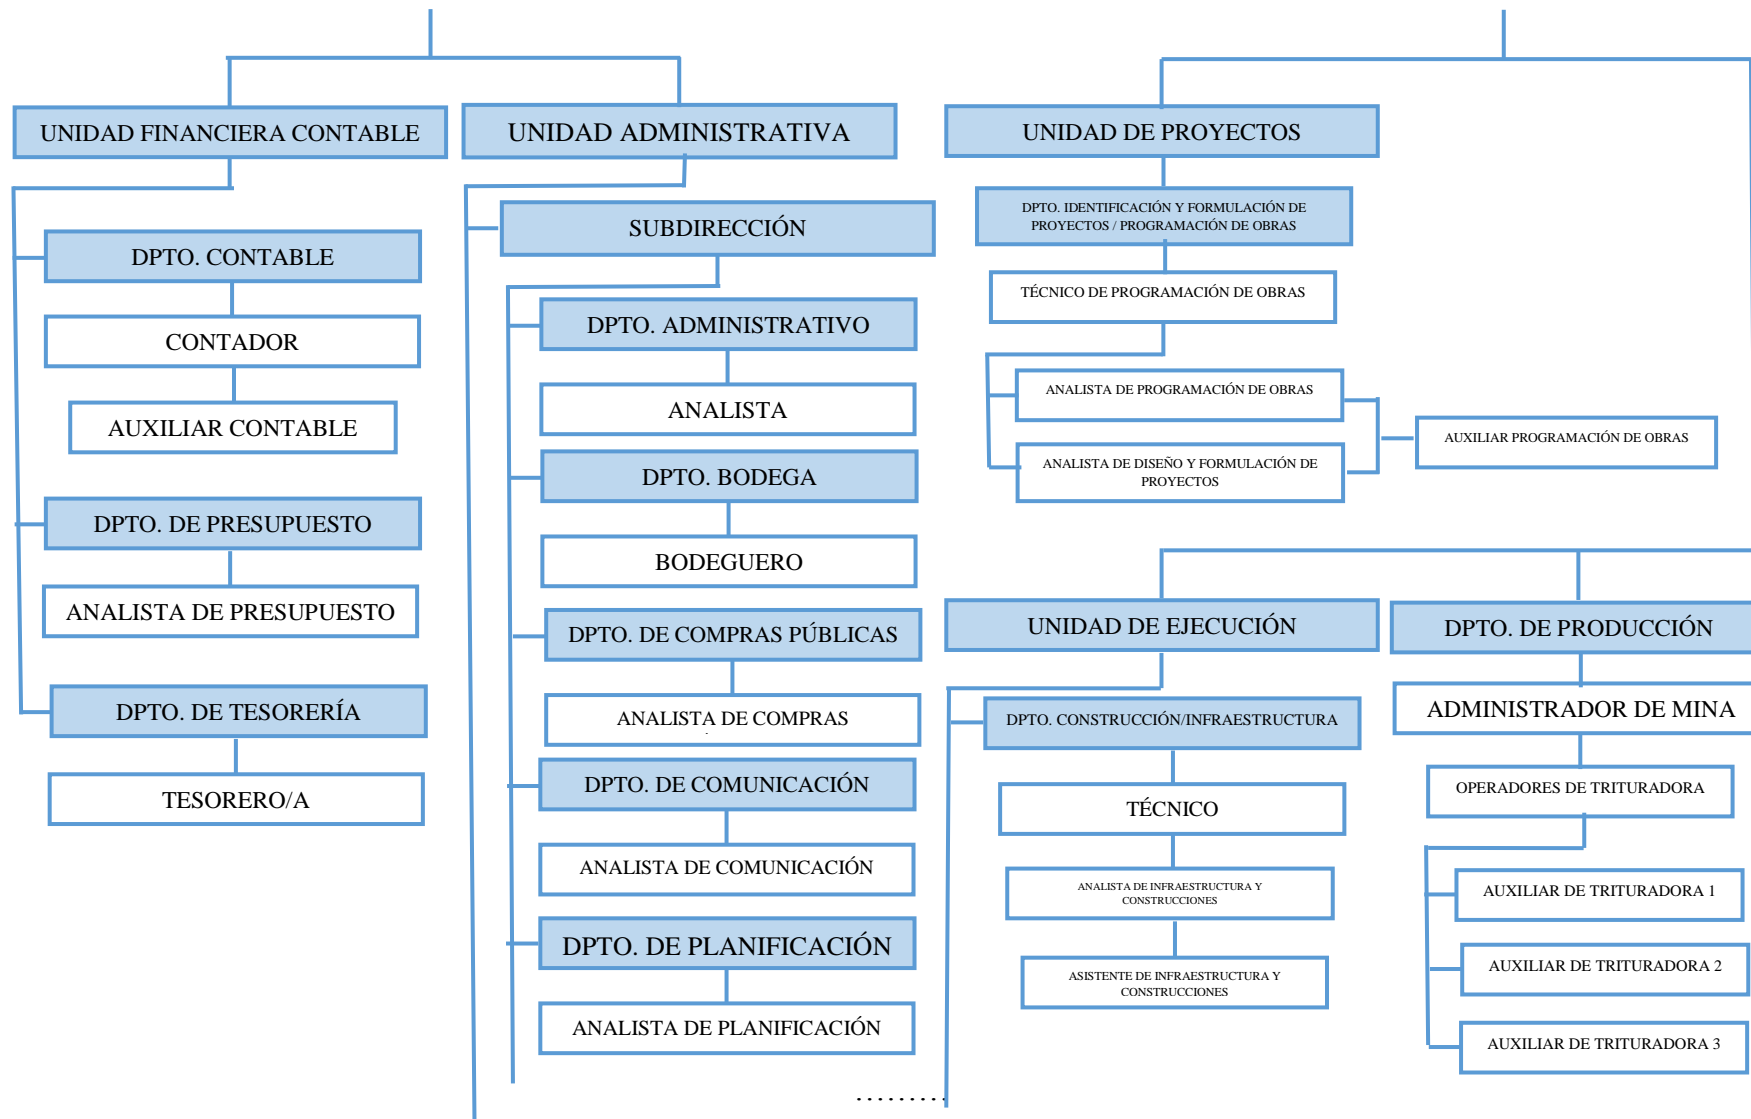 UNIDAD FINANCIERA CONTABLE
DPTO. CONTABLE
CONTADOR
AUXILIAR CONTABLE
DPTO. DE PRESUPUESTO
ANALISTA DE PRESUPUESTO
DPTO. DE TESORERÍA
TESORERO/A
UNIDAD ADMINISTRATIVA
SUBDIRECCIÓN
DPTO. ADMINISTRATIVO
ANALISTA
DPTO. BODEGA
BODEGUERO
DPTO. DE COMPRAS PÚBLICAS
ANALISTA DE COMPRAS
DPTO. DE COMUNICACIÓN
ANALISTA DE COMUNICACIÓN
DPTO. DE PLANIFICACIÓN
ANALISTA DE PLANIFICACIÓN
.........
UNIDAD DE PROYECTOS
DPTO. IDENTIFICACIÓN Y FORMULACIÓN DE
PROYECTOS / PROGRAMACIÓN DE OBRAS
TÉCNICO DE PROGRAMACIÓN DE OBRAS
ANALISTA DE PROGRAMACIÓN DE OBRAS
ANALISTA DE DISEÑO Y FORMULACIÓN DE
PROYECTOS
AUXILIAR PROGRAMACIÓN DE OBRAS
UNIDAD DE EJECUCIÓN
DPTO. CONSTRUCCIÓN/INFRAESTRUCTURA
TÉCNICO
ANALISTA DE INFRAESTRUCTURA Y
CONSTRUCCIONES
ASISTENTE DE INFRAESTRUCTURA Y
CONSTRUCCIONES
DPTO. DE PRODUCCIÓN
ADMINISTRADOR DE MINA
OPERADORES DE TRITURADORA
AUXILIAR DE TRITURADORA 1
AUXILIAR DE TRITURADORA 2
AUXILIAR DE TRITURADORA 3